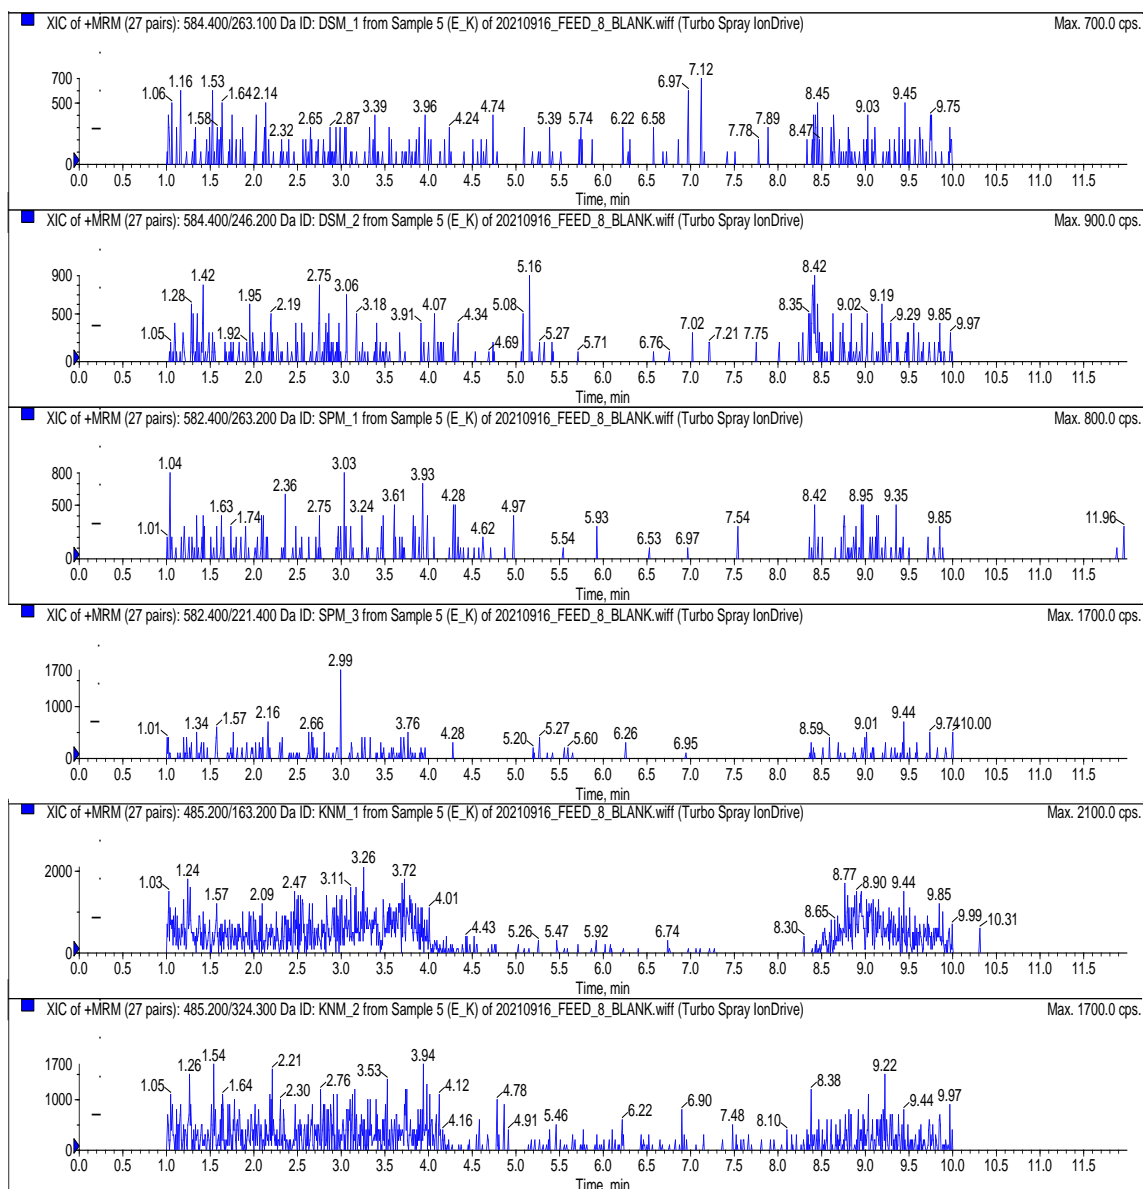 XIC of +MRM (27 pairs): 584.400/263.100 Da ID: DSM_1 from Sample 5 (E_K) of 20210916_FEED_8_BLANK.wiff (Turbo Spray IonDrive) Max. 700.0 cps.
7.12
700 1.16 1.53 6.97
1.06 1.64 2.14 8.45 9.45
500 3.39 3.96 4.74 9.03 9.75
1.58 2.65 2.87 4.24 5.39 5.74 6.22 6.58 7.89
2.32 7.78 8.47
0
0.0 0.5 1.0 1.5 2.0 2.5 3.0 3.5 4.0 4.5 5.0 5.5 6.0 6.5 7.0 7.5 8.0 8.5 9.0 9.5 10.0 10.5 11.0 11.5
Time, min
XIC of +MRM (27 pairs): 584.400/246.200 Da ID: DSM_2 from Sample 5 (E_K) of 20210916_FEED_8_BLANK.wiff (Turbo Spray IonDrive) Max. 900.0 cps.
5.16
900 1.42 2.75 8.42
1.28 1.95 3.06 9.19
500 2.19 3.18 3.91 4.07 4.34 5.08 8.35 9.02 9.29 9.85
1.05 1.92 4.69 5.27 5.71 6.76 7.02 7.21 7.75 9.97
0
0.0 0.5 1.0 1.5 2.0 2.5 3.0 3.5 4.0 4.5 5.0 5.5 6.0 6.5 7.0 7.5 8.0 8.5 9.0 9.5 10.0 10.5 11.0 11.5
Time, min
XIC of +MRM (27 pairs): 582.400/263.200 Da ID: SPM_1 from Sample 5 (E_K) of 20210916_FEED_8_BLANK.wiff (Turbo Spray IonDrive) Max. 800.0 cps.
800 1.04 3.03 3.93
2.36
500 1.63 2.75 3.24 3.61 4.28 4.97 8.42 8.95 9.35
1.01 1.74 4.62 5.54 5.93 6.53 6.97 7.54 9.85 11.96
0
0.0 0.5 1.0 1.5 2.0 2.5 3.0 3.5 4.0 4.5 5.0 5.5 6.0 6.5 7.0 7.5 8.0 8.5 9.0 9.5 10.0 10.5 11.0 11.5
Time, min
XIC of +MRM (27 pairs): 582.400/221.400 Da ID: SPM_3 from Sample 5 (E_K) of 20210916_FEED_8_BLANK.wiff (Turbo Spray IonDrive) Max. 1700.0 cps.
1700 2.99
1000 2.16
1.01 1.34 1.57 2.66 3.76 4.28 5.20 5.27 5.60 6.26 6.95 8.59 9.01 9.44 9.74 10.00
0
0.0 0.5 1.0 1.5 2.0 2.5 3.0 3.5 4.0 4.5 5.0 5.5 6.0 6.5 7.0 7.5 8.0 8.5 9.0 9.5 10.0 10.5 11.0 11.5
Time, min
XIC of +MRM (27 pairs): 485.200/163.200 Da ID: KNM_1 from Sample 5 (E_K) of 20210916_FEED_8_BLANK.wiff (Turbo Spray IonDrive) Max. 2100.0 cps.
2000 1.24 3.26 3.72 8.77
1.03 1.57 2.09 2.47 3.11 4.01 8.65 8.90 9.44 9.85
4.43 5.26 5.47 5.92 6.74 8.30 9.99 10.31
0
0.0 0.5 1.0 1.5 2.0 2.5 3.0 3.5 4.0 4.5 5.0 5.5 6.0 6.5 7.0 7.5 8.0 8.5 9.0 9.5 10.0 10.5 11.0 11.5
Time, min
XIC of +MRM (27 pairs): 485.200/324.300 Da ID: KNM_2 from Sample 5 (E_K) of 20210916_FEED_8_BLANK.wiff (Turbo Spray IonDrive) Max. 1700.0 cps.
1700 1.26 1.54 2.21 3.53 3.94 9.22
1.05 1.64 2.30 2.76 4.12 4.78 8.38
1000 4.16 4.91 5.46 6.22 6.90 7.48 8.10 9.44 9.97
0
0.0 0.5 1.0 1.5 2.0 2.5 3.0 3.5 4.0 4.5 5.0 5.5 6.0 6.5 7.0 7.5 8.0 8.5 9.0 9.5 10.0 10.5 11.0 11.5
Time, min